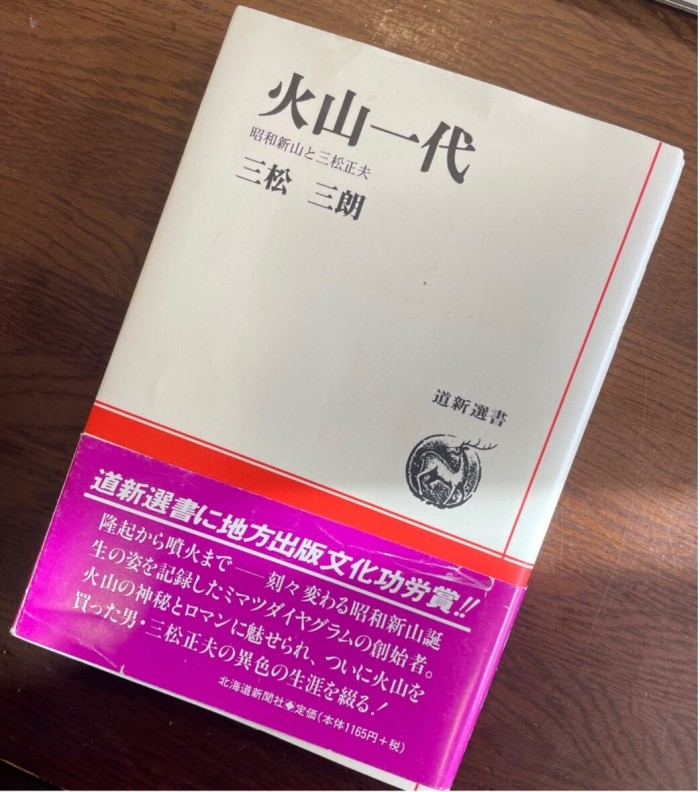 火山一代
昭和新山と三松正夫
三松 三朗
道新選書
道新選書に地方出版文化功労賞!!
隆起から噴火まで――刻々変わる昭和新山誕
生の姿を記録したミマツダイヤグラムの創始者。
火山の神秘とロマンに魅せられ、ついに火山を
買った男・三松正夫の異色の生涯を綴る!
北海道新聞社◆定価(本体1165円+税)